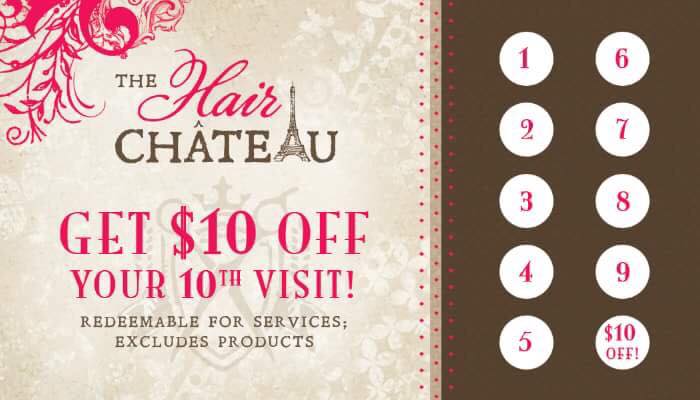 THE Hair
CHÂTEAU
GET $10 OFF
YOUR 10TH VISIT!
REDEEMABLE FOR SERVICES;
EXCLUDES PRODUCTS
1 6
2 7
3 8
4 9
5 $10
OFF!